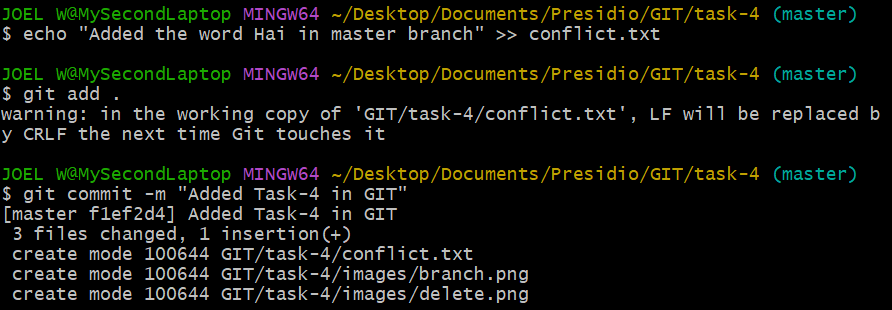 JOEL W@MySecondLaptop MINGW64 ~/Desktop/Documents/Presidio/GIT/task-4 (master)
$ echo "Added the word Hai in master branch" >> conflict.txt
JOEL W@MySecondLaptop MINGW64 ~/Desktop/Documents/Presidio/GIT/task-4 (master)
$ git add .
warning: in the working copy of 'GIT/task-4/conflict.txt', LF will be replaced b
y CRLF the next time Git touches it
JOEL W@MySecondLaptop MINGW64 ~/Desktop/Documents/Presidio/GIT/task-4 (master)
$ git commit -m "Added Task-4 in GIT"
[master f1ef2d4] Added Task-4 in GIT
 3 files changed, 1 insertion(+)
 create mode 100644 GIT/task-4/conflict.txt
 create mode 100644 GIT/task-4/images/branch.png
 create mode 100644 GIT/task-4/images/delete.png